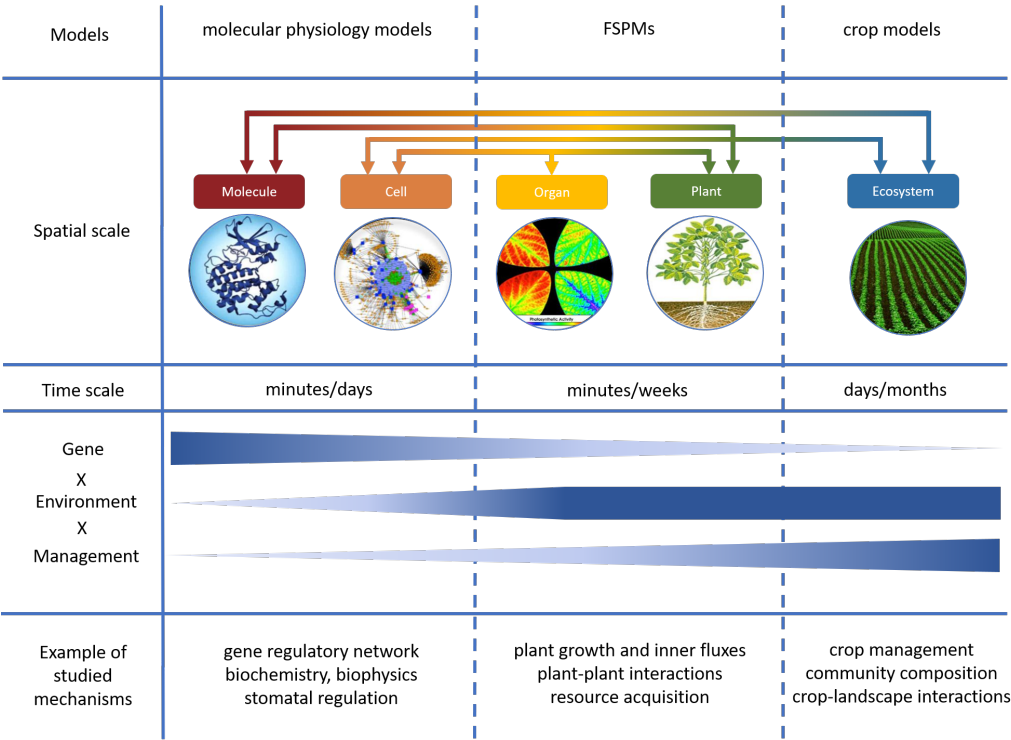 Models
molecular physiology models
FSPMs
crop models
Spatial scale
Molecule
Cell
Organ
Plant
Ecosystem
Photosynthetic Activity
Time scale
minutes/days
minutes/weeks
days/months
Gene
X
Environment
X
Management
Example of
studied
mechanisms
gene regulatory network
biochemistry, biophysics
stomatal regulation
plant growth and inner fluxes
plant-plant interactions
resource acquisition
crop management
community composition
crop-landscape interactions